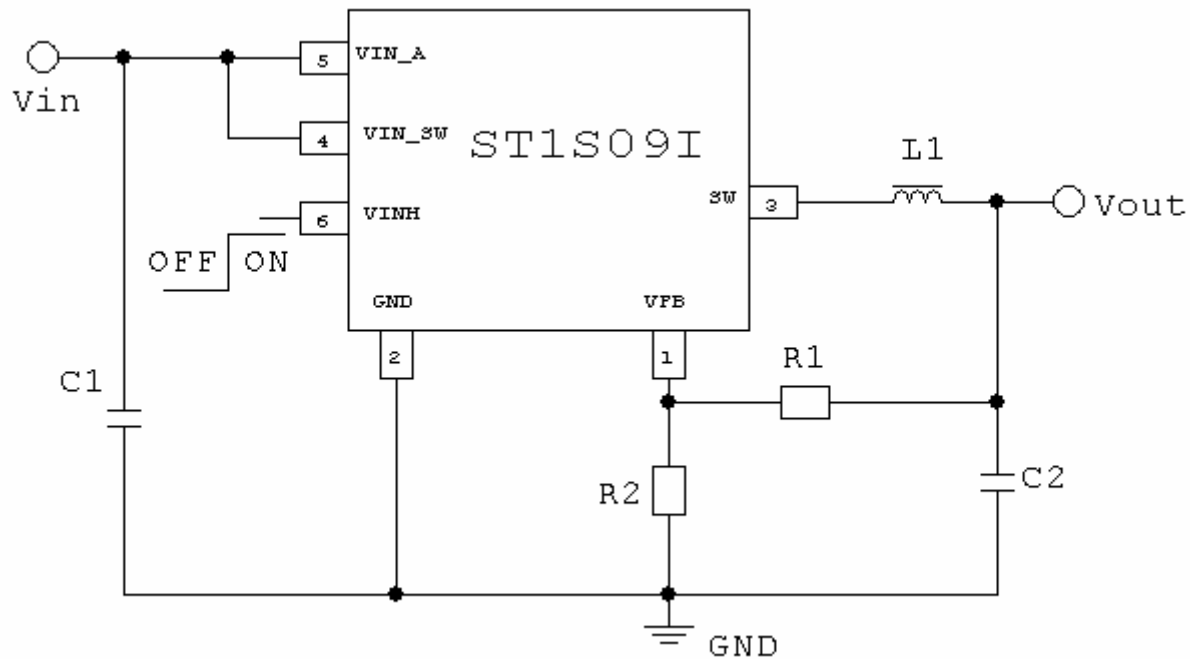 Vin
5
VIN_A
4
VIN_SW
6
VINH
OFF ON
ST1S09I
SW
3
L1
Vout
GND
2
VFB
1
C1
R1
R2
C2
GND